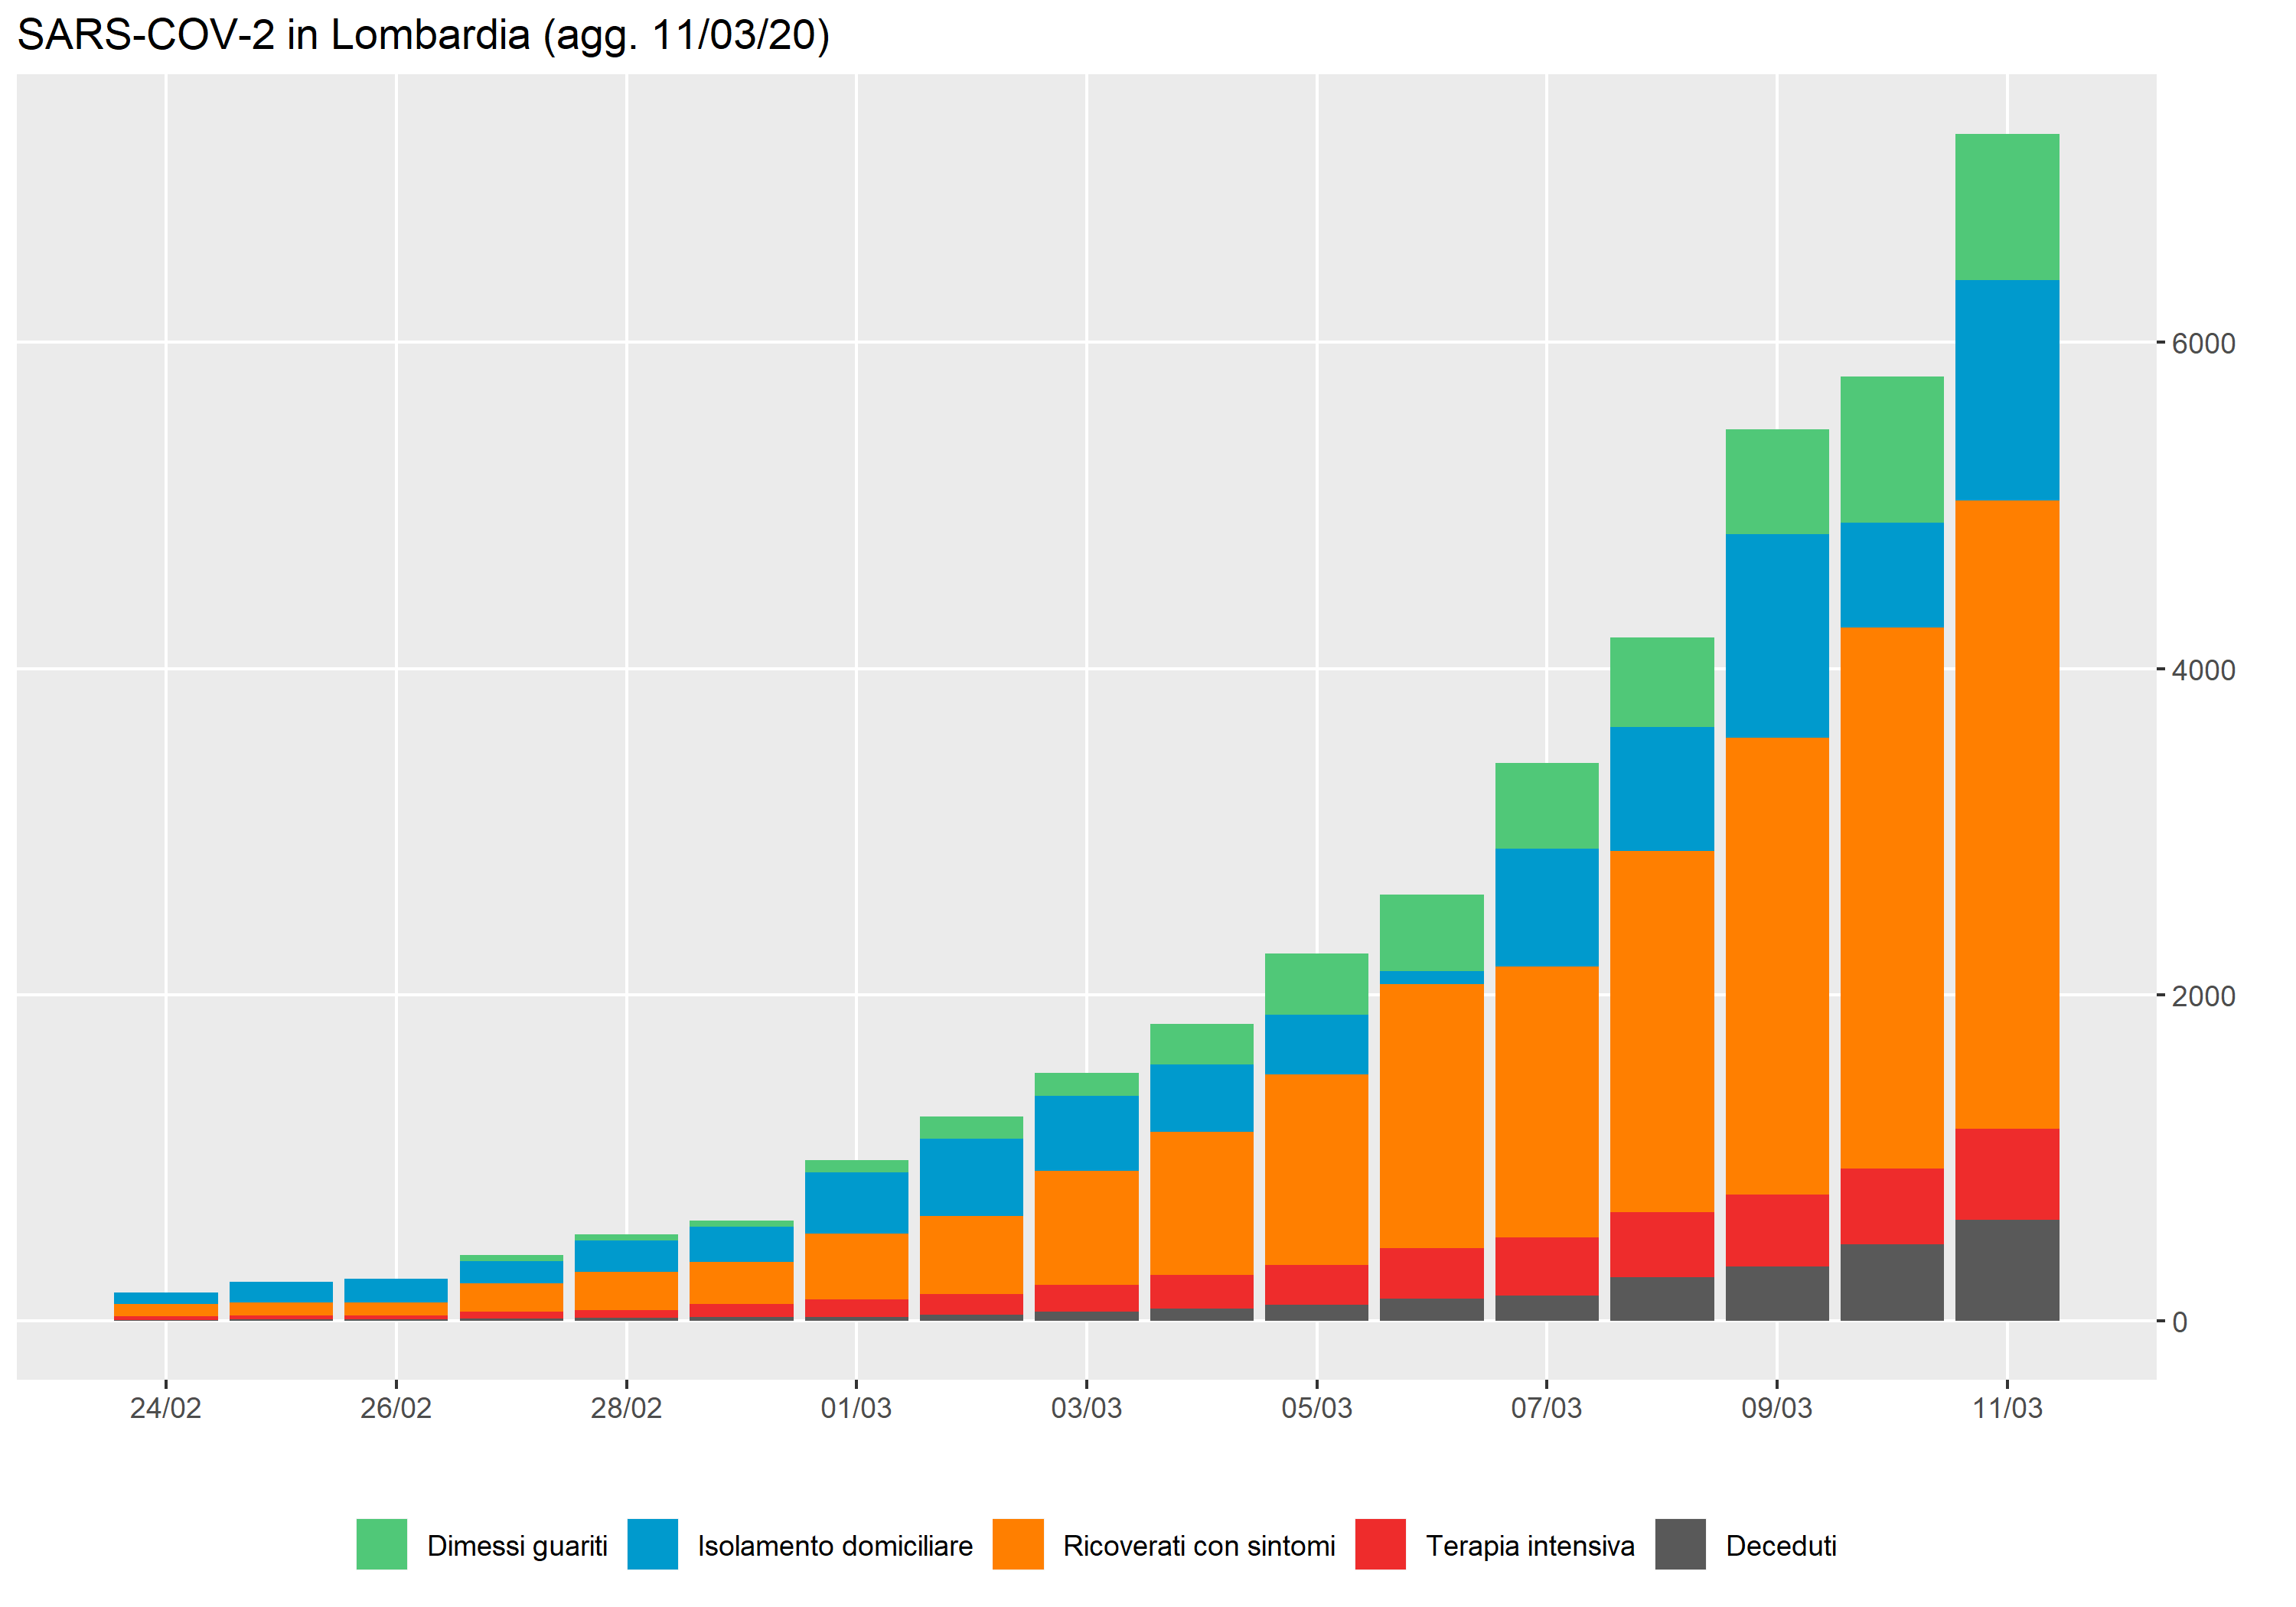 SARS-COV-2 in Lombardia (agg. 11/03/20)
6000
4000
2000
0
24/02 26/02 28/02 01/03 03/03 05/03 07/03 09/03 11/03
Dimessi guariti Isolamento domiciliare Ricoverati con sintomi Terapia intensiva Deceduti